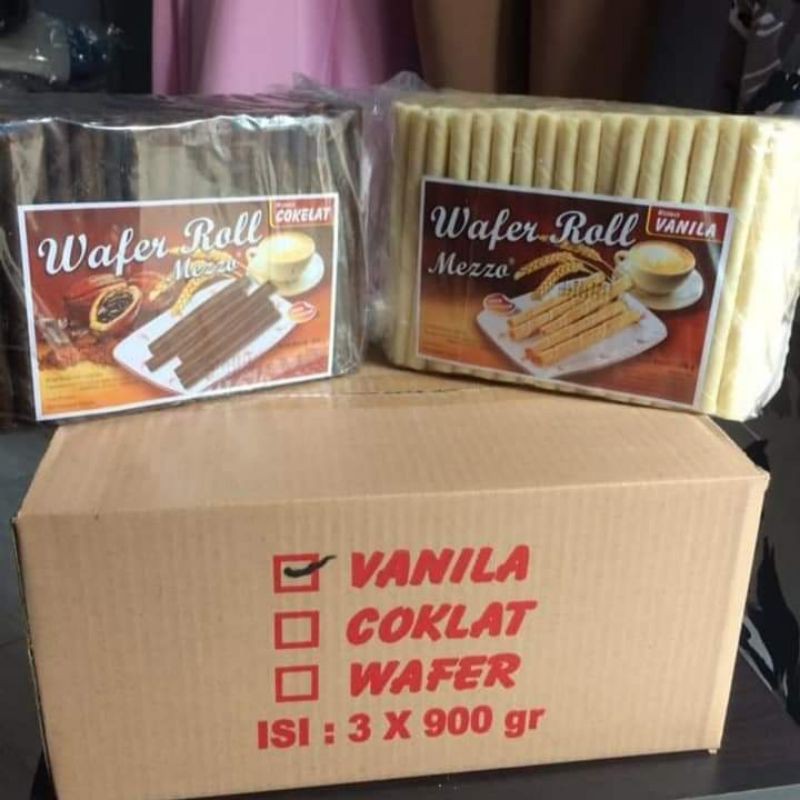 COKELAT
Wafer Roll
Mezzo
VANILA
Wafer Roll
Mezzo®
VANILA
COKLAT
WAFER
ISI : 3 X 900 gr